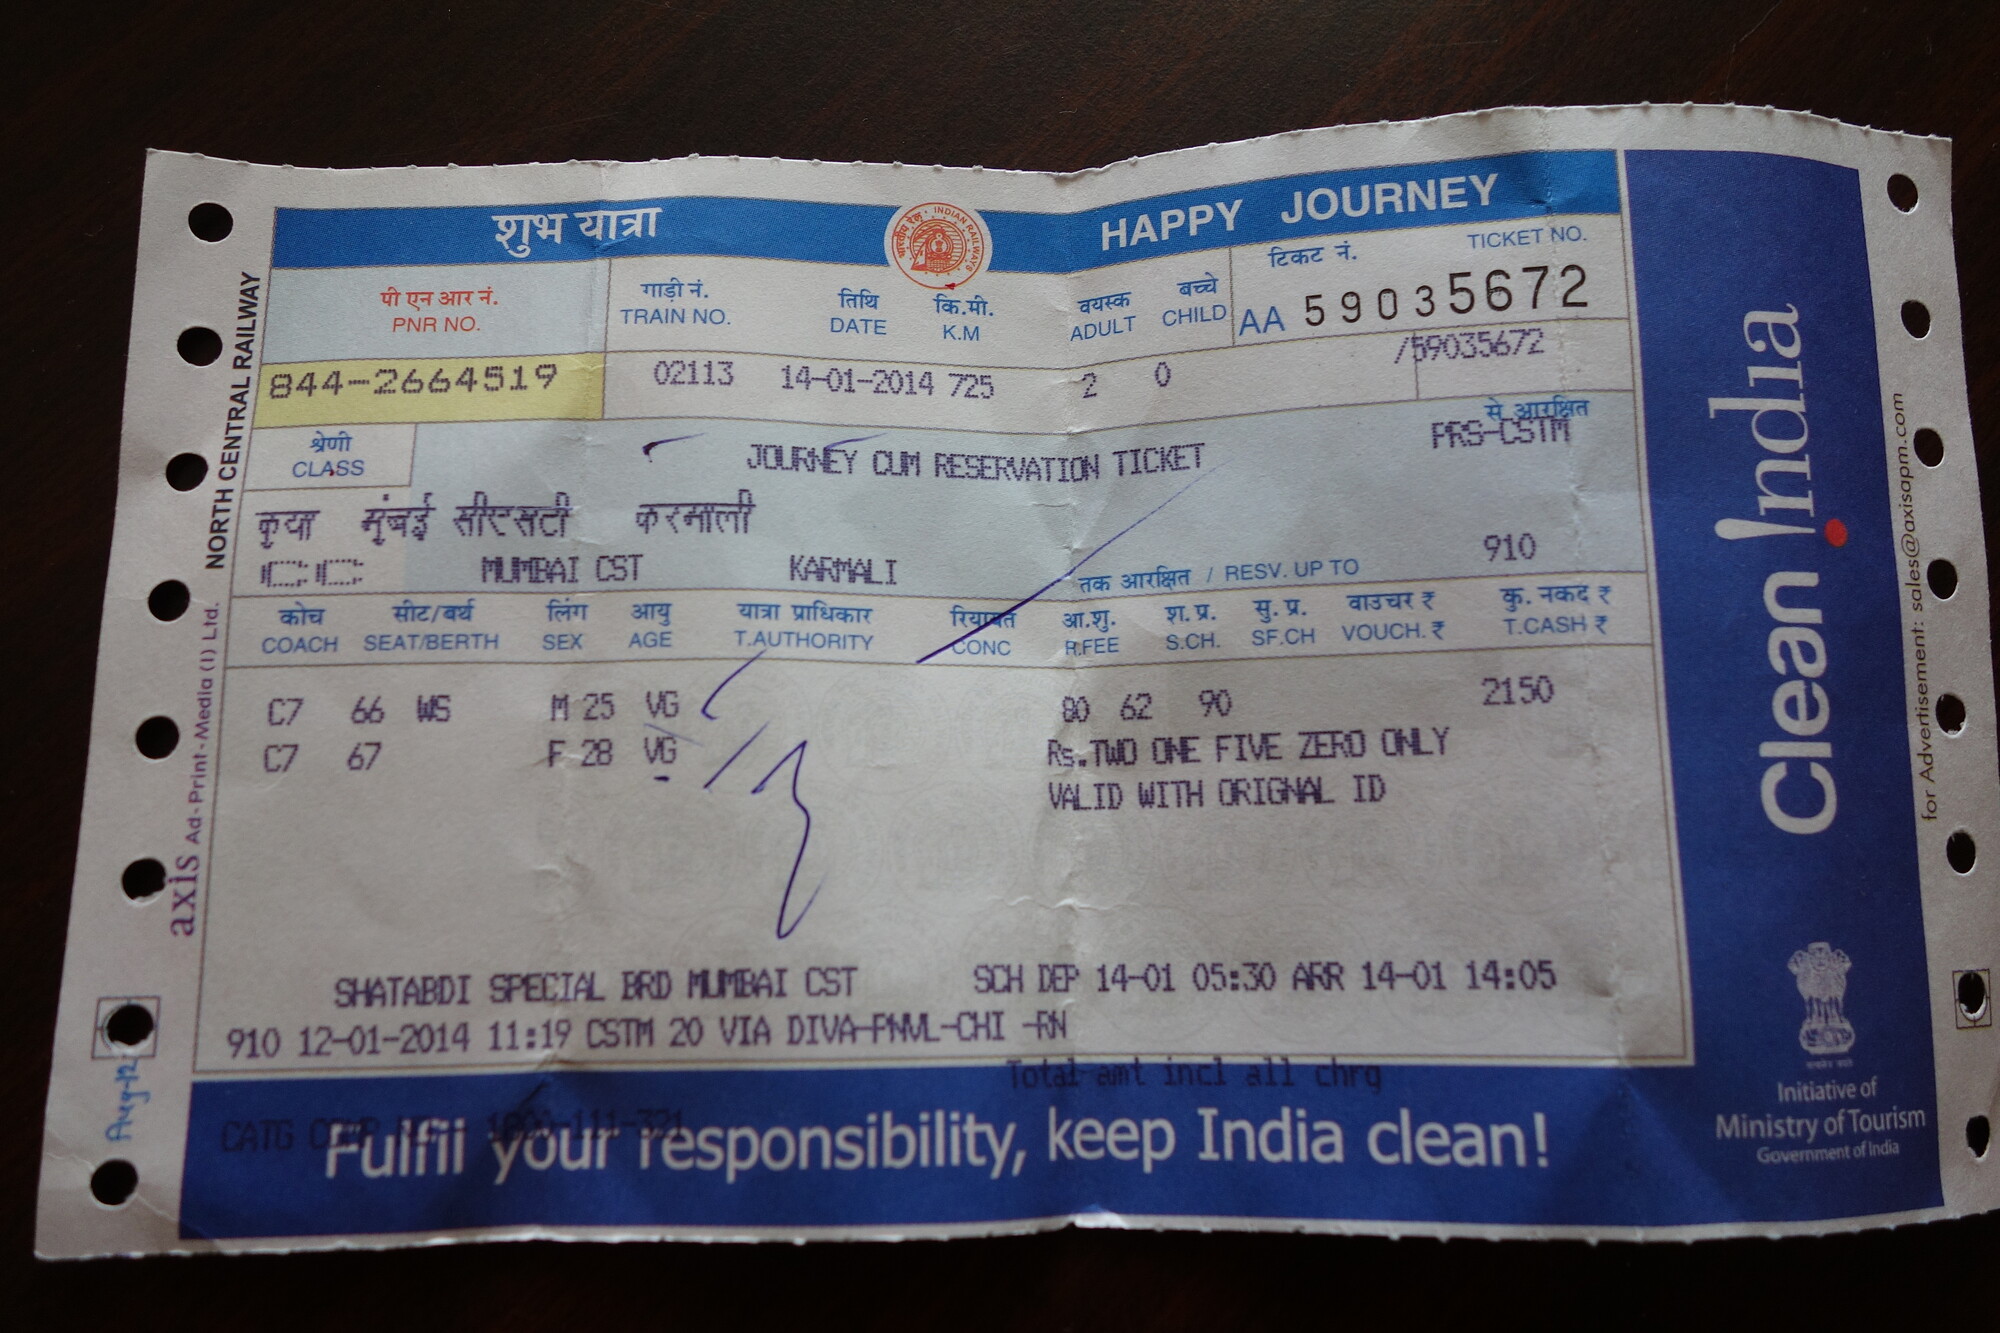 शुभ यात्रा HAPPY JOURNEY
भारतीय रेल INDIAN RAILWAYS
टिकट नं. TICKET NO.
AA 59035672
पी एन आर नं. गाड़ी नं. तिथि कि.मी. वयस्क बच्चे
PNR NO. TRAIN NO. DATE K.M ADULT CHILD
/59035672
844-2664519 02113 14-01-2014 725 2 0
से आरक्षित
PRS-CSTM
श्रेणी
CLASS
JOURNEY CUM RESERVATION TICKET
कुया मुंबई सीएसटी करमाली
CC MUMBAI CST KARMALI
910
तक आरक्षित / RESV. UP TO
कोच सीट/बर्थ लिंग आयु यात्रा प्राधिकार रियायत आ.शु. श.प्र. सु.प्र. वाउचर ₹ कु. नकद ₹
COACH SEAT/BERTH SEX AGE T.AUTHORITY CONC R.FEE S.CH. SF.CH VOUCH. ₹ T.CASH ₹
C7 66 WS M 25 VG 80 62 90 2150
C7 67 F 28 VG Rs.TWO ONE FIVE ZERO ONLY
VALID WITH ORIGNAL ID
SHATABDI SPECIAL BRD MUMBAI CST SCH DEP 14-01 05:30 ARR 14-01 14:05
910 12-01-2014 11:19 CSTM 20 VIA DIVA-PNVL-CHI -RN
Total amt incl all chrg
CATG 1800-111-321
Fulfil your responsibility, keep India clean!
NORTH CENTRAL RAILWAY
axis Ad-Print-Media (I) Ltd.
Aug-12
Clean India
Initiative of
Ministry of Tourism
Government of India
for Advertisement: sales@axisapm.com